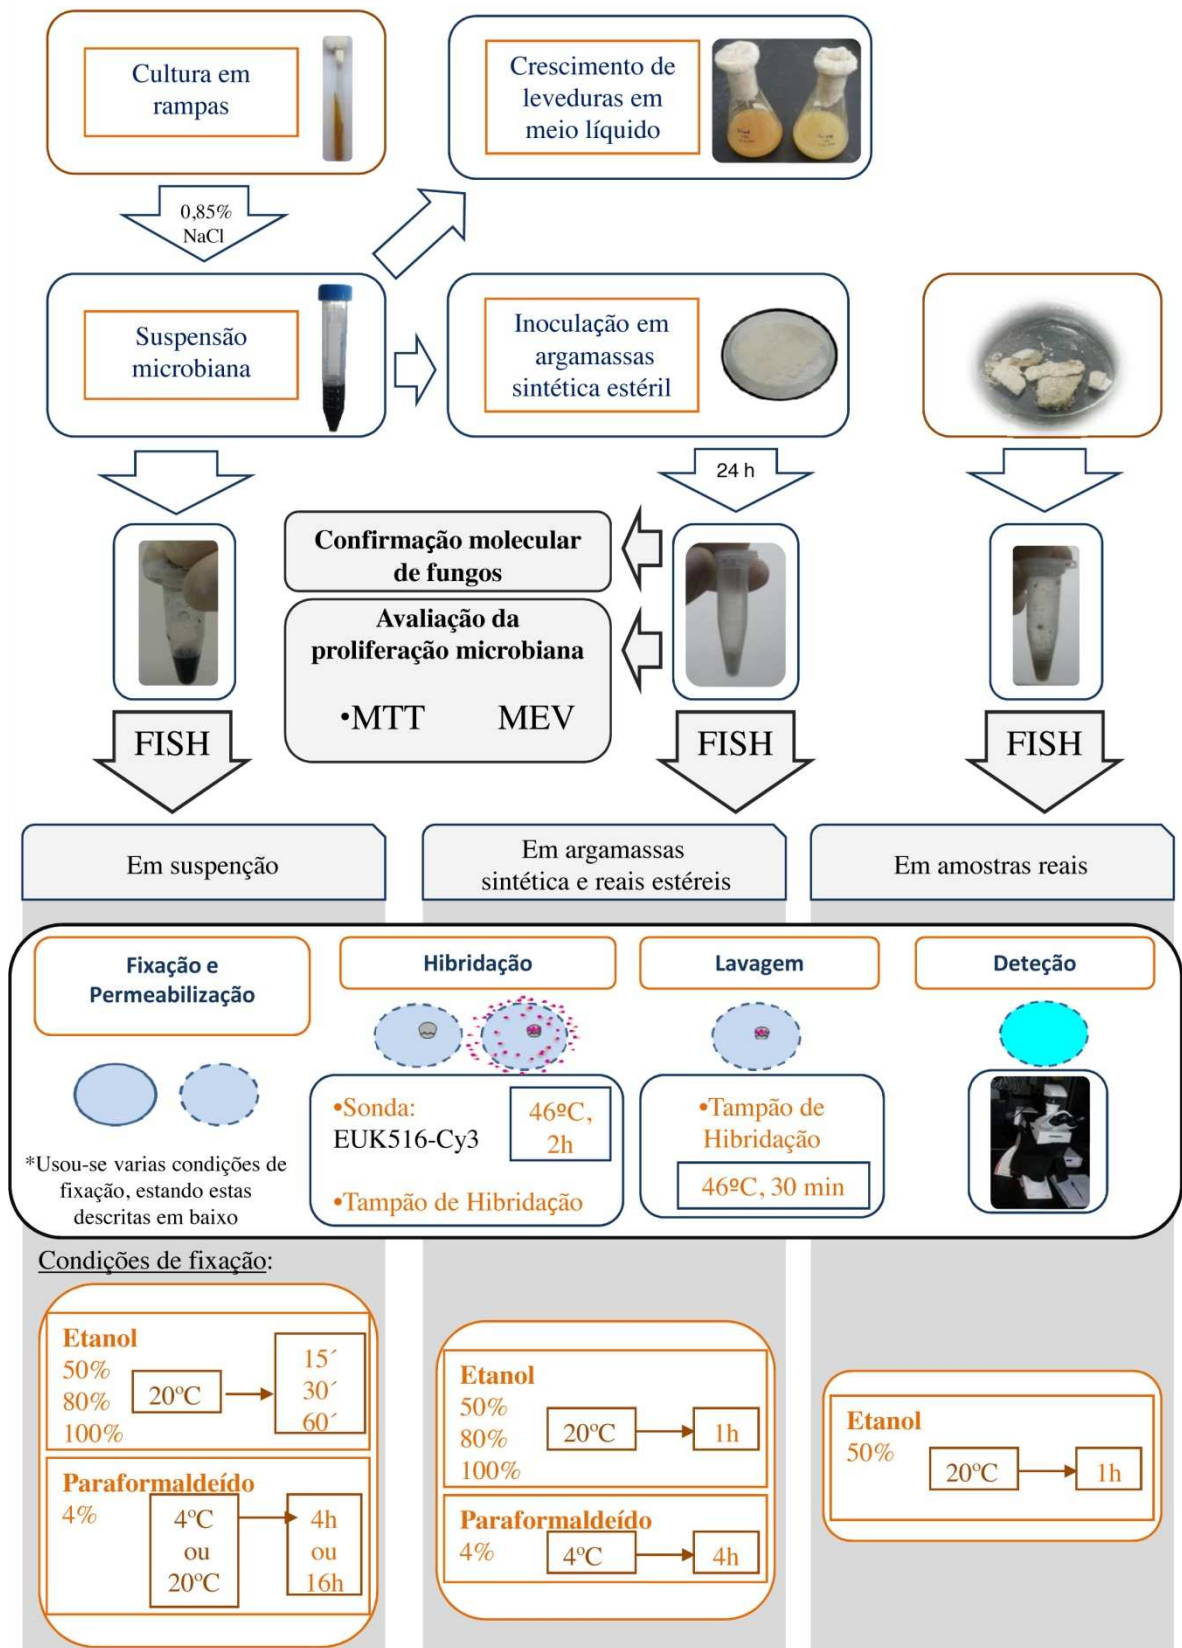 Cultura em
rampas
Crescimento de
leveduras em
meio líquido
0,85%
NaCl
Suspensão
microbiana
Inoculação em
argamassas
sintética estéril
24 h
Confirmação molecular
de fungos
Avaliação da
proliferação microbiana
•MTT MEV
FISH
FISH
FISH
Em suspenção
Em argamassas
sintética e reais estéreis
Em amostras reais
Fixação e
Permeabilização
Hibridação
Lavagem
Deteção
*Usou-se varias condições de
fixação, estando estas
descritas em baixo
•Sonda:
EUK516-Cy3
46ºC,
2h
•Tampão de Hibridação
•Tampão de
Hibridação
46ºC, 30 min
Condições de fixação:
Etanol
50%
80%
100%
20ºC
15´
30´
60´
Paraformaldeído
4%
4ºC
ou
20ºC
4h
ou
16h
Etanol
50%
80%
100%
20ºC
1h
Paraformaldeído
4%
4ºC
4h
Etanol
50%
20ºC
1h